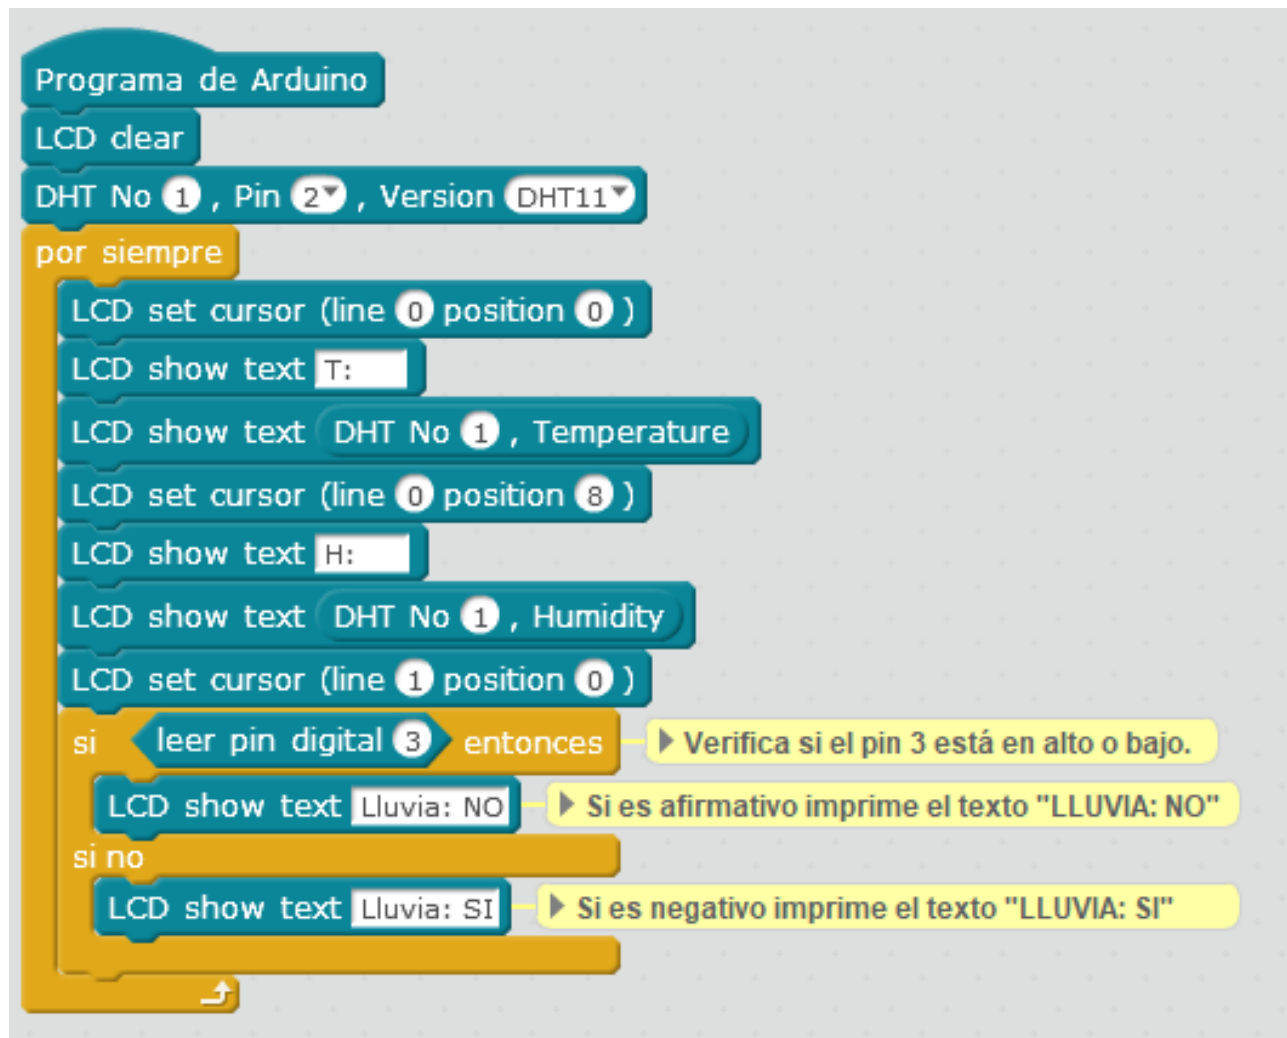 Programa de Arduino
LCD clear
DHT No 1 , Pin 2 , Version DHT11
por siempre
LCD set cursor (line 0 position 0 )
LCD show text T:
LCD show text DHT No 1 , Temperature
LCD set cursor (line 0 position 8 )
LCD show text H:
LCD show text DHT No 1 , Humidity
LCD set cursor (line 1 position 0 )
si leer pin digital 3 entonces Verifica si el pin 3 está en alto o bajo.
LCD show text Lluvia: NO Si es afirmativo imprime el texto "LLUVIA: NO"
si no
LCD show text Lluvia: SI Si es negativo imprime el texto "LLUVIA: SI"